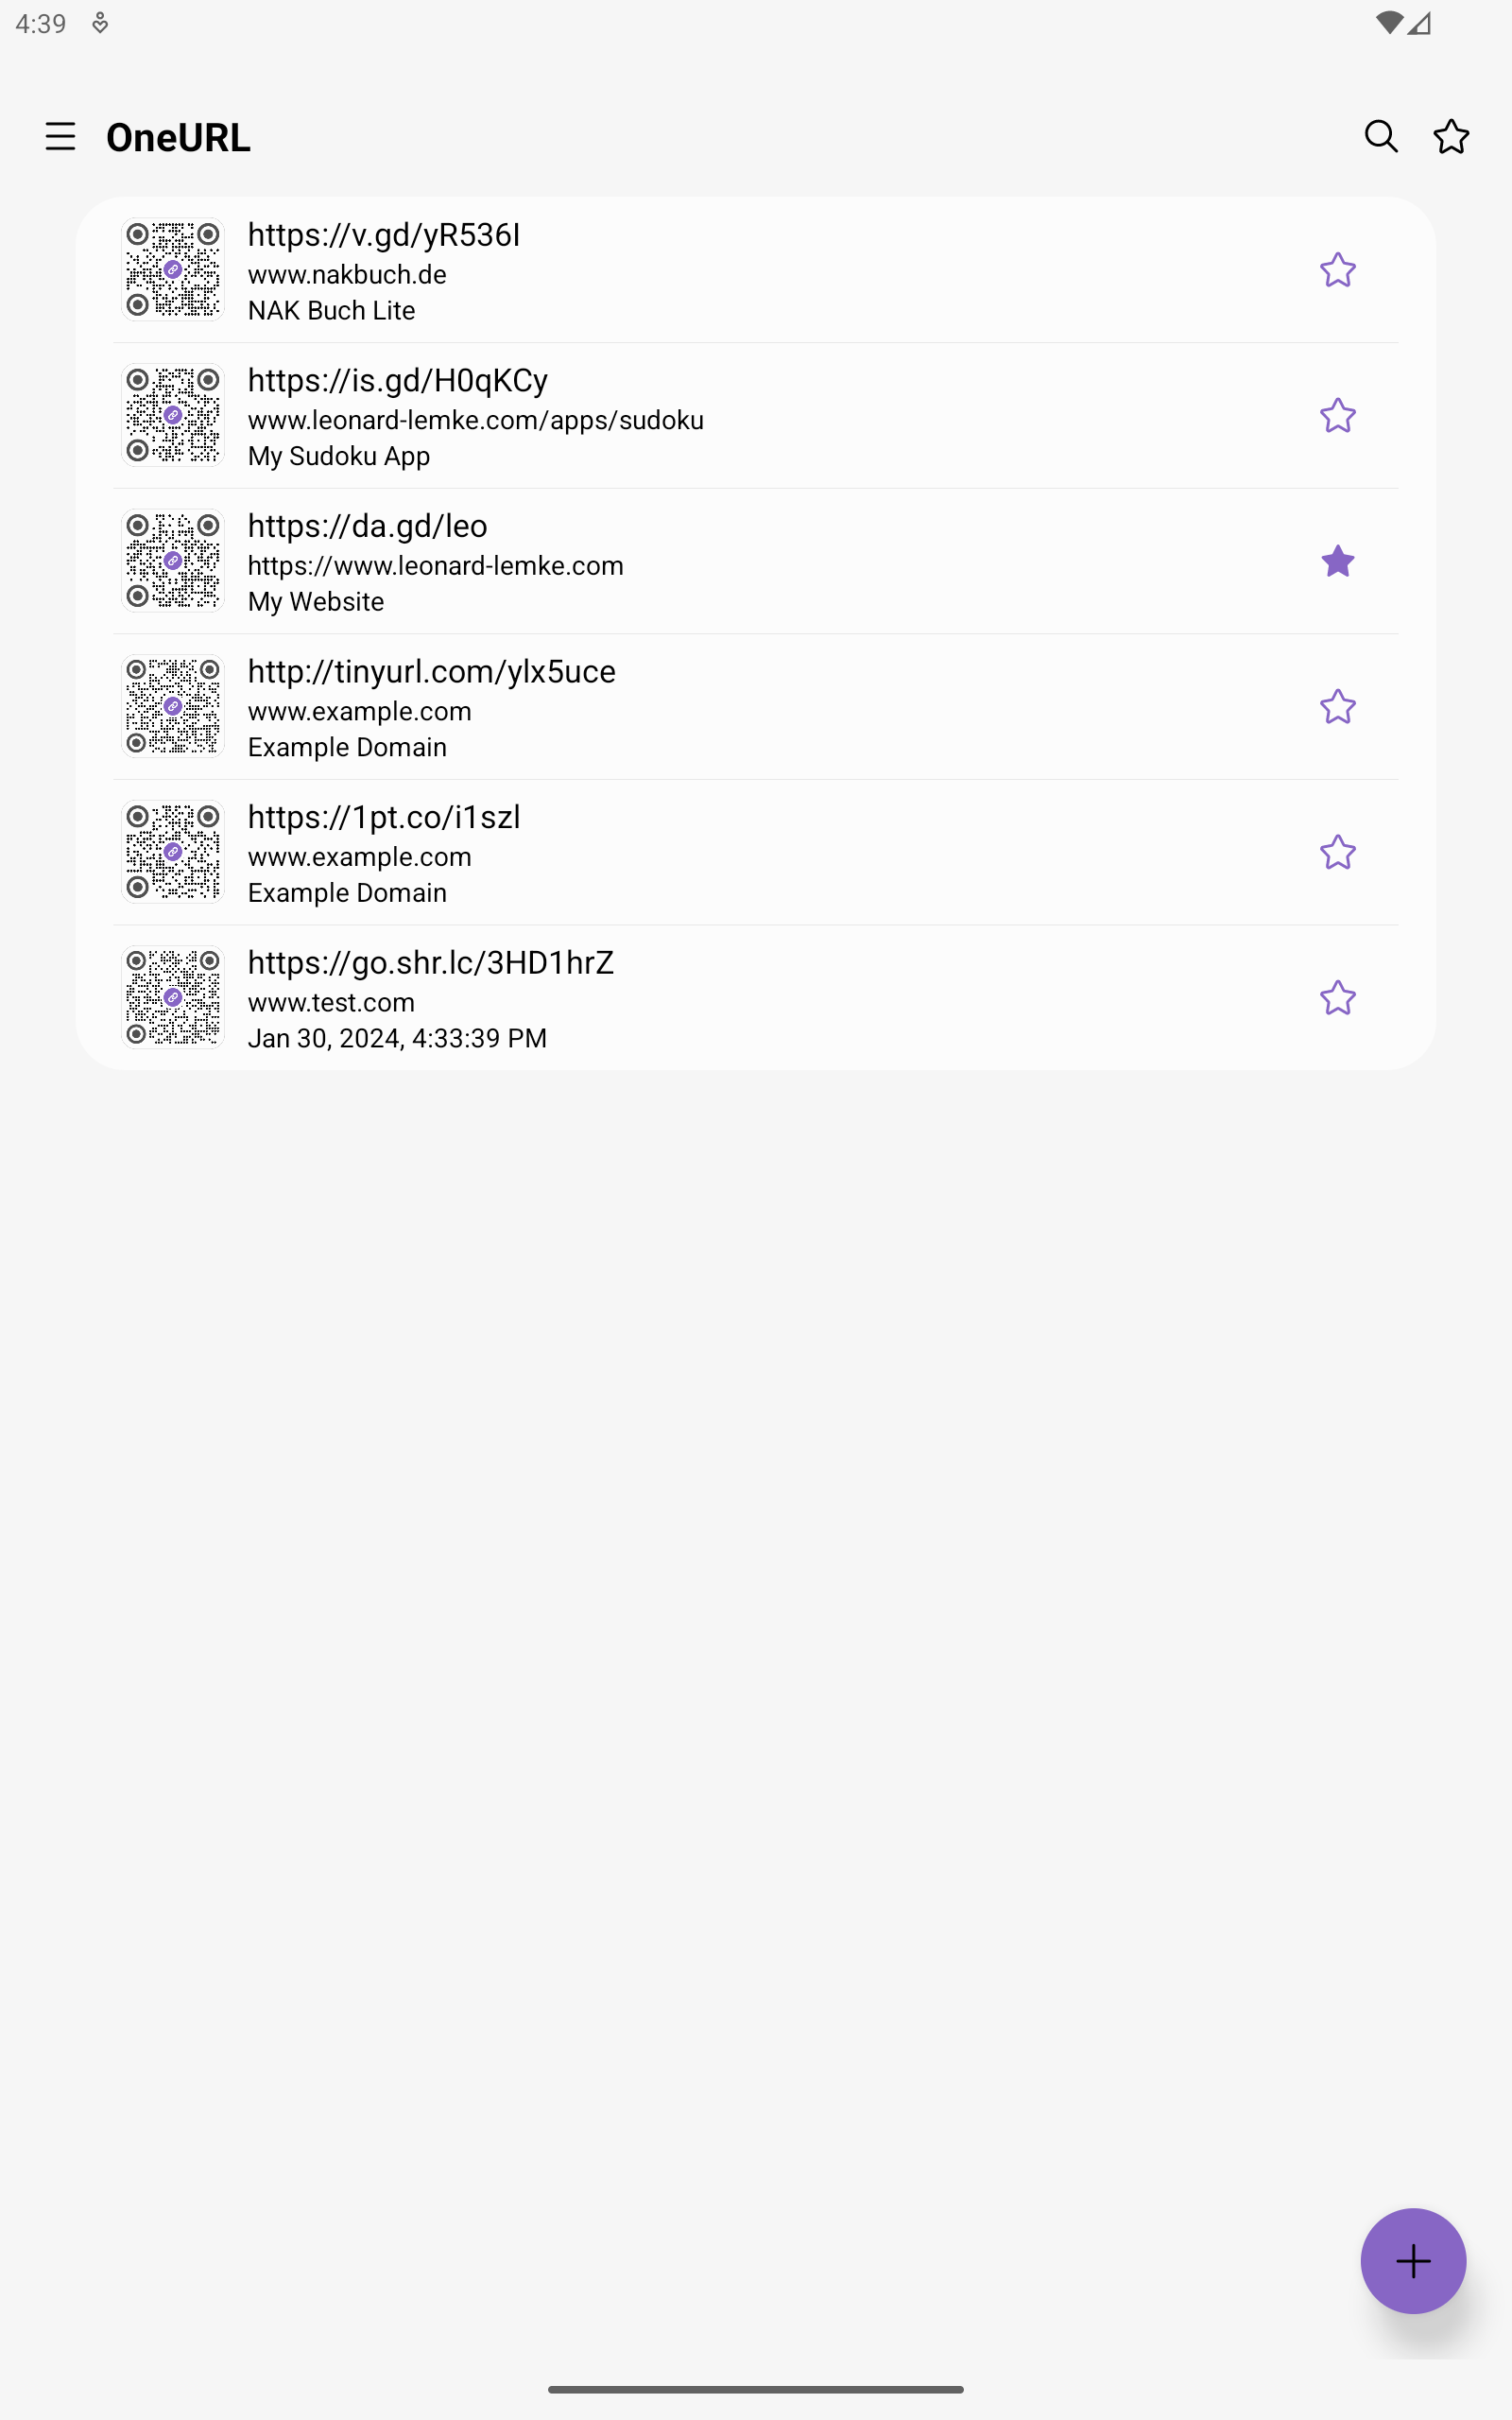 4:39
OneURL
https://v.gd/yR536I
www.nakbuch.de
NAK Buch Lite
https://is.gd/H0qKCy
www.leonard-lemke.com/apps/sudoku
My Sudoku App
https://da.gd/leo
https://www.leonard-lemke.com
My Website
http://tinyurl.com/ylx5uce
www.example.com
Example Domain
https://1pt.co/i1szl
www.example.com
Example Domain
https://go.shr.lc/3HD1hrZ
www.test.com
Jan 30, 2024, 4:33:39 PM